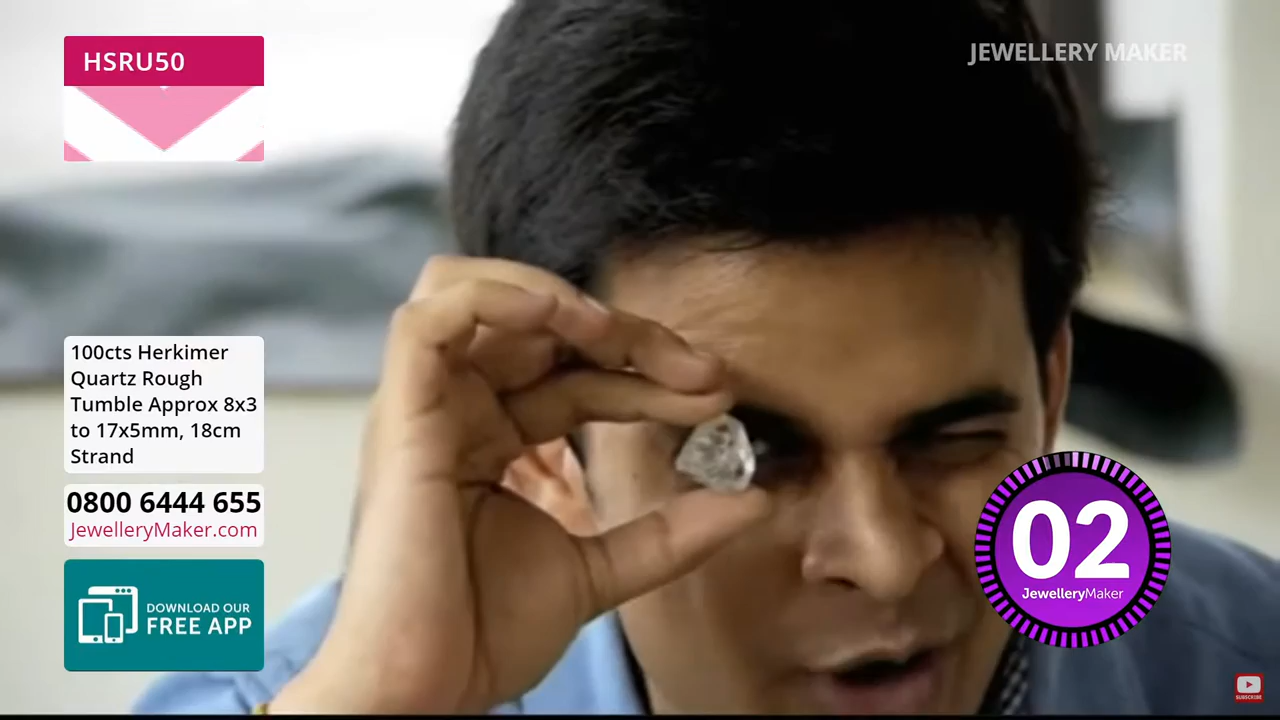 HSRU50
JEWELLERY MAKER
100cts Herkimer
Quartz Rough
Tumble Approx 8x3
to 17x5mm, 18cm
Strand
0800 6444 655
JewelleryMaker.com
DOWNLOAD OUR
FREE APP
02
JewelleryMaker
SUBSCRIBE